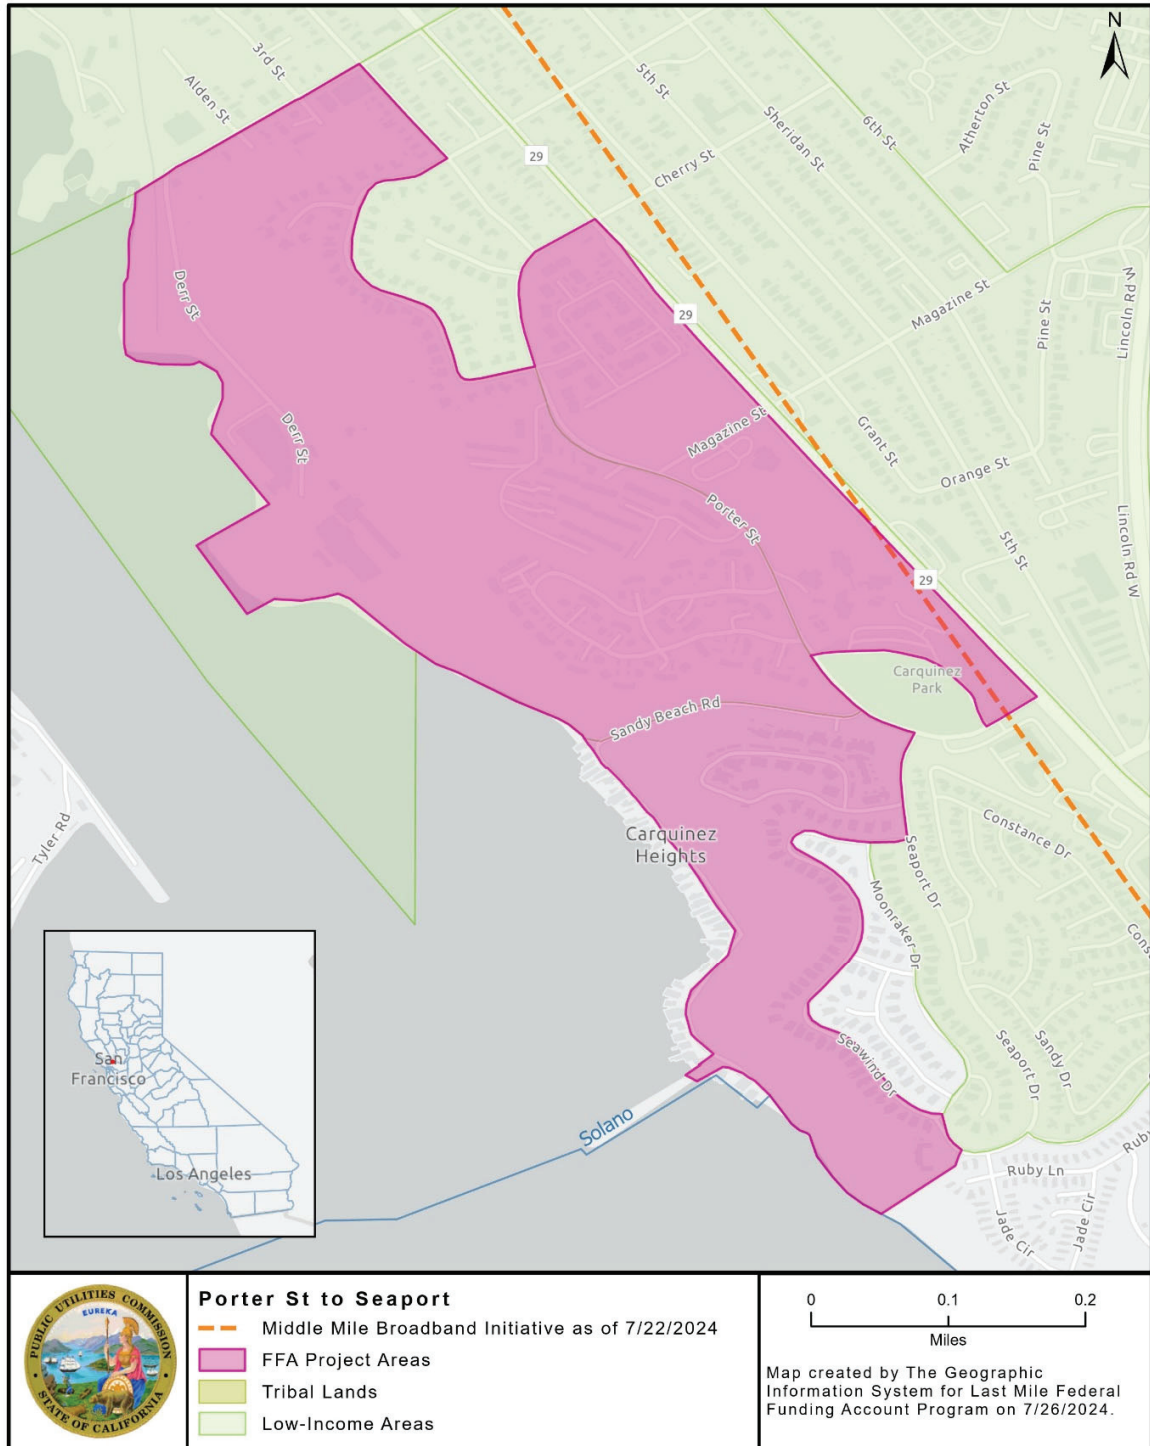 N
3rd St
Alden St
5th St
Sheridan St
6th St
Atherton St
Pine St
29
Cherry St
Derr St
29
Magazine St
Pine St
Lincoln Rd W
Derr St
Magazine St
Grant St
Orange St
Porter St
5th St
Lincoln Rd W
29
Carquinez
Park
Sandy Beach Rd
Tyler Rd
Carquinez
Heights
Constance Dr
Seaport Dr
Moonraker Dr
Seawind Dr
Seaport Dr
Sandy Dr
Solano
Ruby Ln
Jade Cir
Jade Cir
San
Francisco
Los Angeles
PUBLIC UTILITIES COMMISSION
EUREKA
STATE OF CALIFORNIA
Porter St to Seaport
Middle Mile Broadband Initiative as of 7/22/2024
FFA Project Areas
Tribal Lands
Low-Income Areas
0 0.1 0.2
Miles
Map created by The Geographic
Information System for Last Mile Federal
Funding Account Program on 7/26/2024.